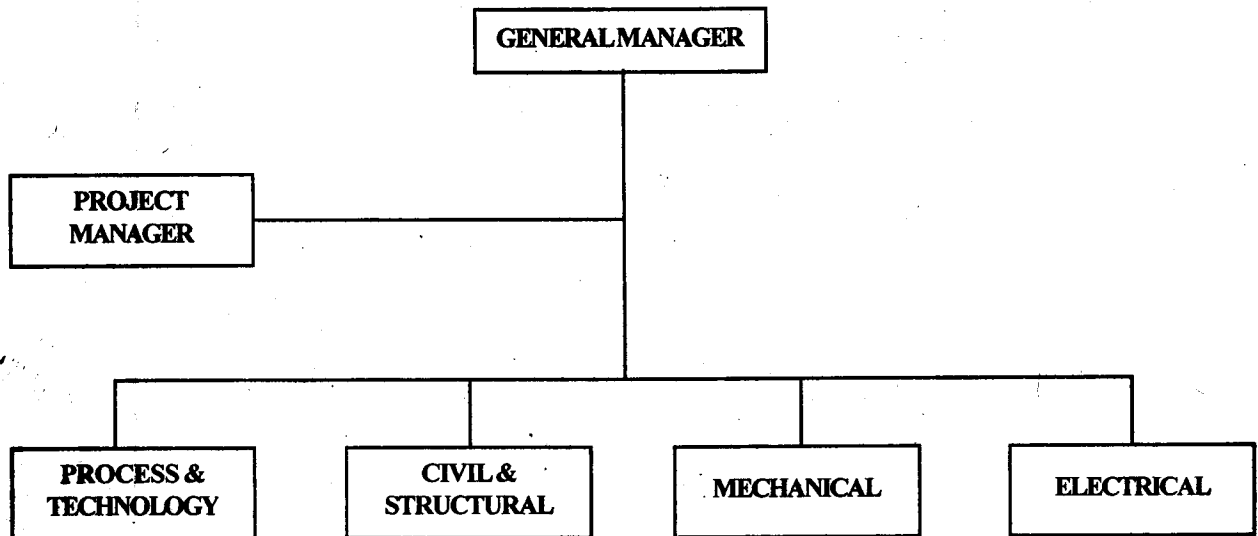 GENERAL MANAGER
PROJECT
MANAGER
PROCESS &
TECHNOLOGY
CIVIL &
STRUCTURAL
MECHANICAL
ELECTRICAL